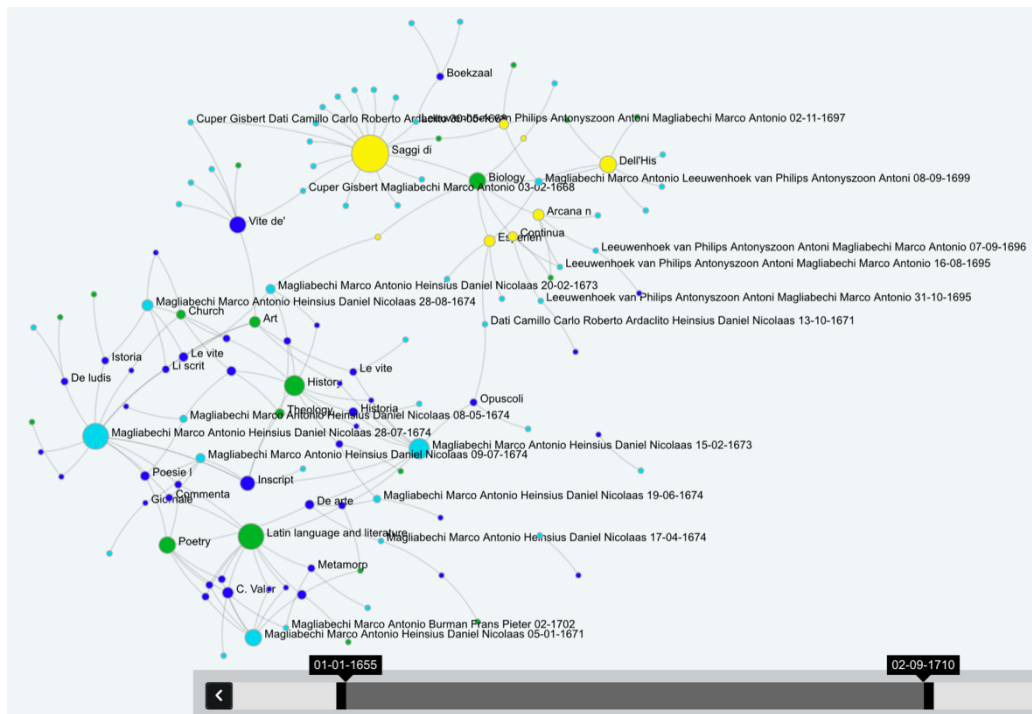 Boekzaal
Cuper Gisbert Dati Camillo Carlo Roberto Ardaclito
van Philips Antonyszoon Antoni Magliabechi Marco Antonio 02-11-1697
Saggi di
Dell'His
Biology
Magliabechi Marco Antonio Leeuwenhoek van Philips Antonyszoon Antoni 08-09-1699
Cuper Gisbert Magliabechi Marco Antonio 03-02-1668
Arcana n
Vite de'
Continua
Leeuwenhoek van Philips Antonyszoon Antoni Magliabechi Marco Antonio 07-09-1696
Leeuwenhoek van Philips Antonyszoon Antoni Magliabechi Marco Antonio 16-08-1695
Magliabechi Marco Antonio Heinsius Daniel Nicolaas 20-02-1673
Leeuwenhoek van Philips Antonyszoon Antoni Magliabechi Marco Antonio 31-10-1695
Magliabechi Marco Antonio Heinsius Daniel Nicolaas 28-08-1674
Church
Art
Dati Camillo Carlo Roberto Ardaclito Heinsius Daniel Nicolaas 13-10-1671
Istoria
Le vite
Li scrit
Le vite
De ludis
History
Opuscoli
Theology
Historia
Magliabechi Marco Antonio Heinsius Daniel Nicolaas 08-05-1674
Magliabechi Marco Antonio Heinsius Daniel Nicolaas 28-07-1674
Magliabechi Marco Antonio Heinsius Daniel Nicolaas 15-02-1673
Magliabechi Marco Antonio Heinsius Daniel Nicolaas 09-07-1674
Poesie l
Inscript
Commenta
Giornale
De arte
Magliabechi Marco Antonio Heinsius Daniel Nicolaas 19-06-1674
Latin language and literature
Magliabechi Marco Antonio Heinsius Daniel Nicolaas 17-04-1674
Poetry
Metamorp
C. Valer
Magliabechi Marco Antonio Burman Frans Pieter 02-1702
Magliabechi Marco Antonio Heinsius Daniel Nicolaas 05-01-1671
01-01-1655
02-09-1710